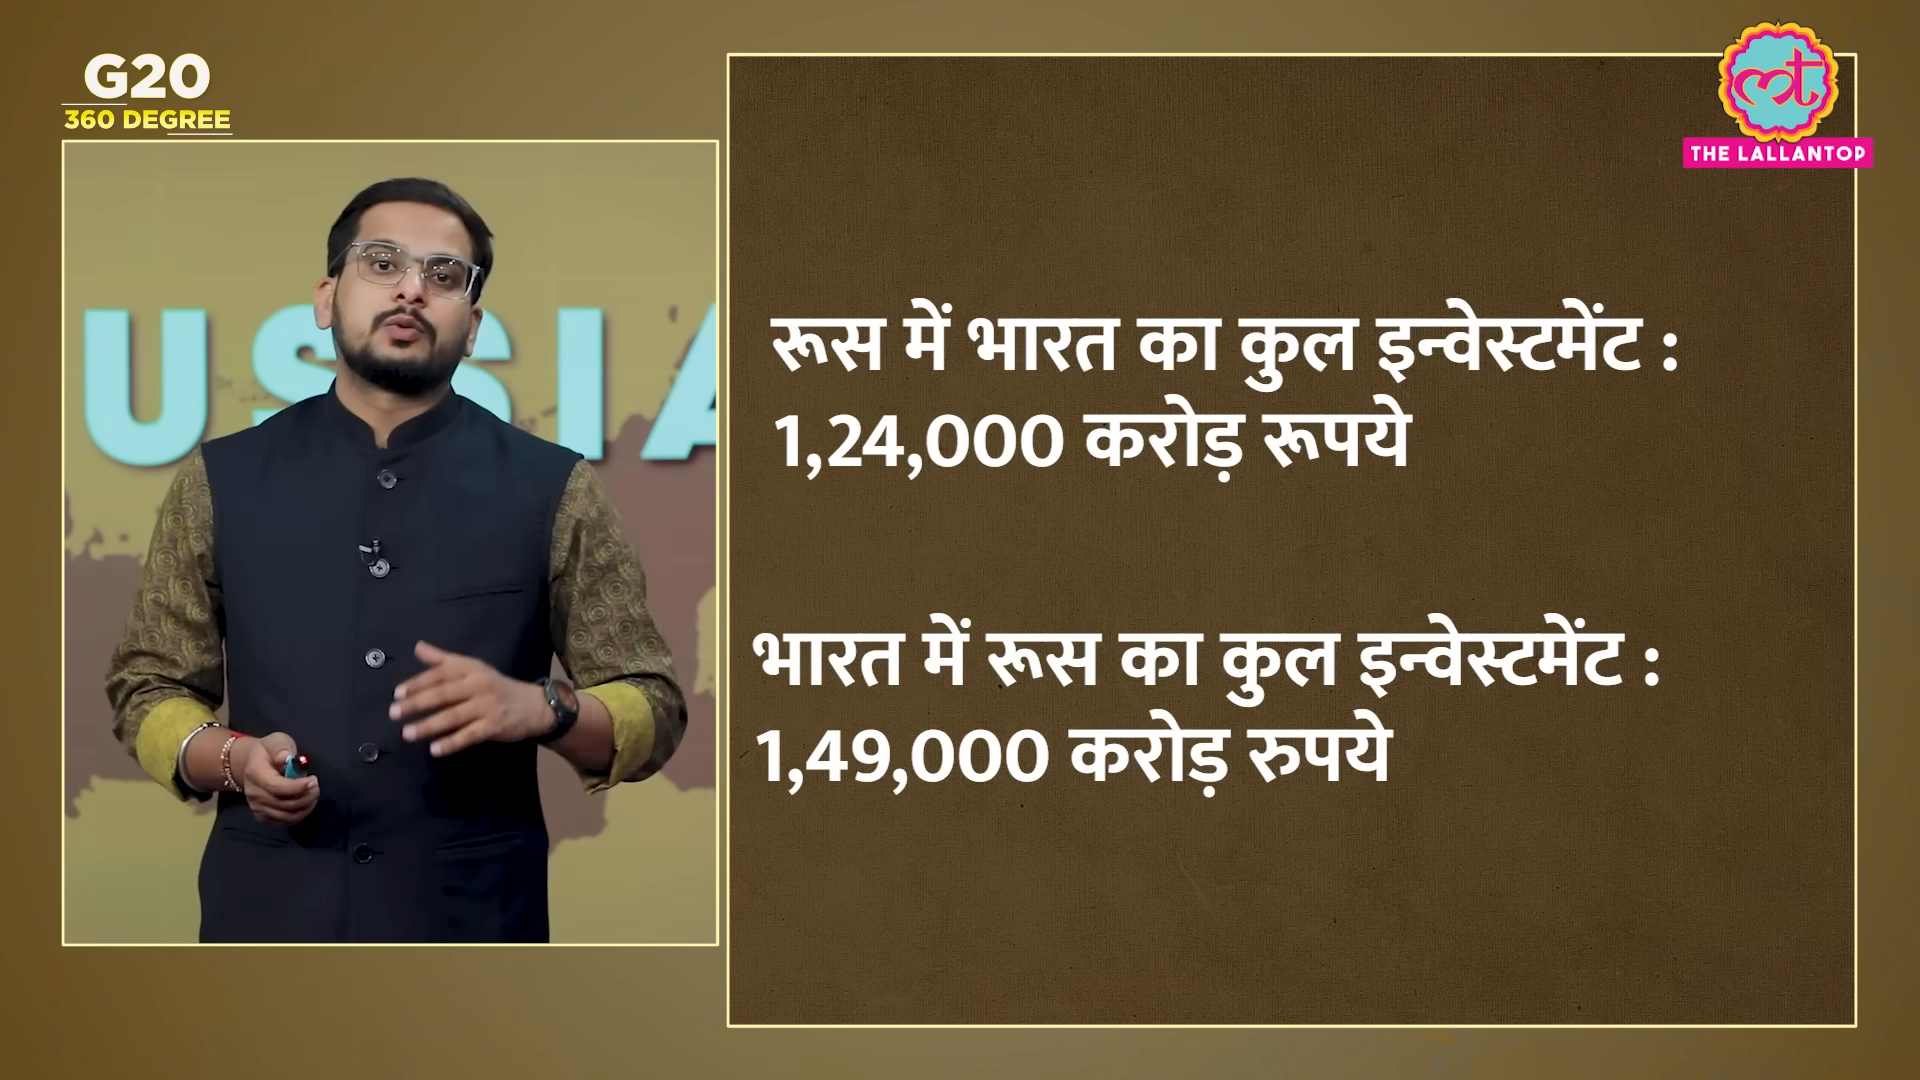 G20
360 DEGREE
USSIA
THE LALLANTOP
रूस में भारत का कुल इन्वेस्टमेंट :
1,24,000 करोड़ रूपये
भारत में रूस का कुल इन्वेस्टमेंट :
1,49,000 करोड़ रुपये